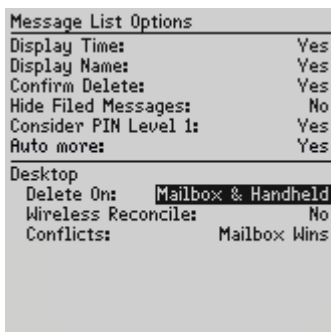 Message List Options
Display Time: Yes
Display Name: Yes
Confirm Delete: Yes
Hide Filed Messages: No
Consider PIN Level 1: Yes
Auto more: Yes
Desktop
Delete On: Mailbox & Handheld
Wireless Reconcile: No
Conflicts: Mailbox Wins